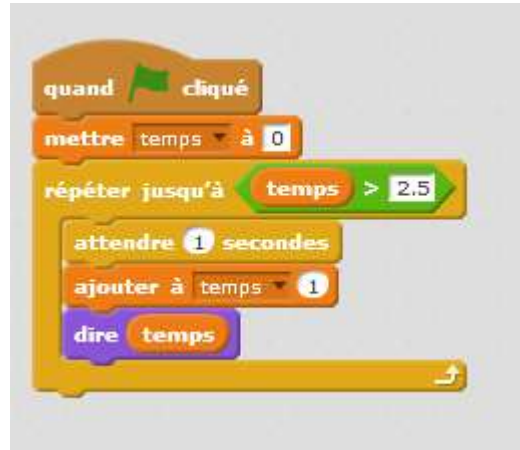 quand cliqué
mettre temps à 0
répéter jusqu'à temps > 2.5
attendre 1 secondes
ajouter à temps 1
dire temps